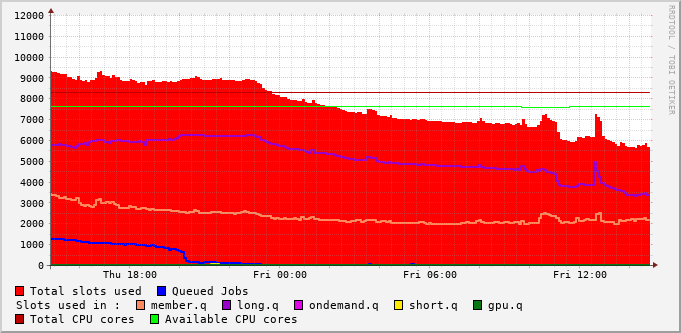 RRDTOOL / TOBI OETIKER
12000
11000
10000
9000
8000
7000
6000
5000
4000
3000
2000
1000
0
Thu 18:00 Fri 00:00 Fri 06:00 Fri 12:00
Total slots used Queued Jobs
Slots used in : member.q long.q ondemand.q short.q gpu.q
Total CPU cores Available CPU cores